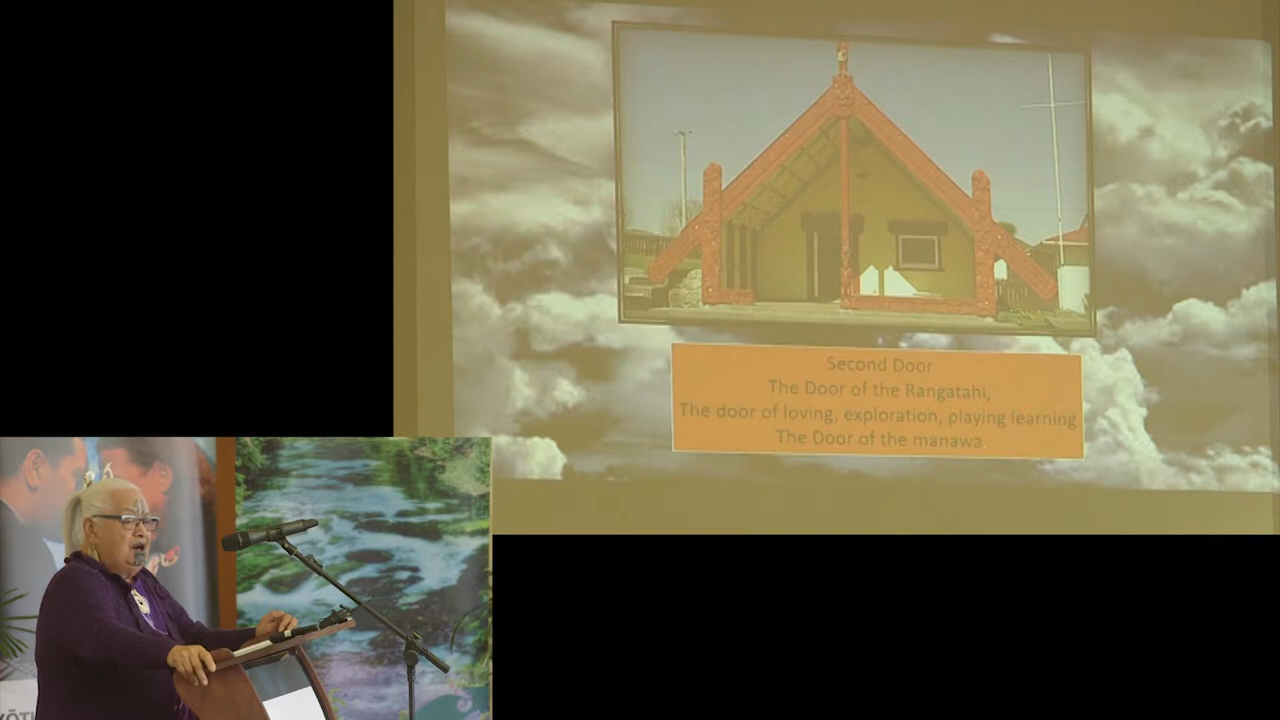 Second Door
The Door of the Rangatahi,
The door of loving, exploration, playing learning
The Door of the manawa